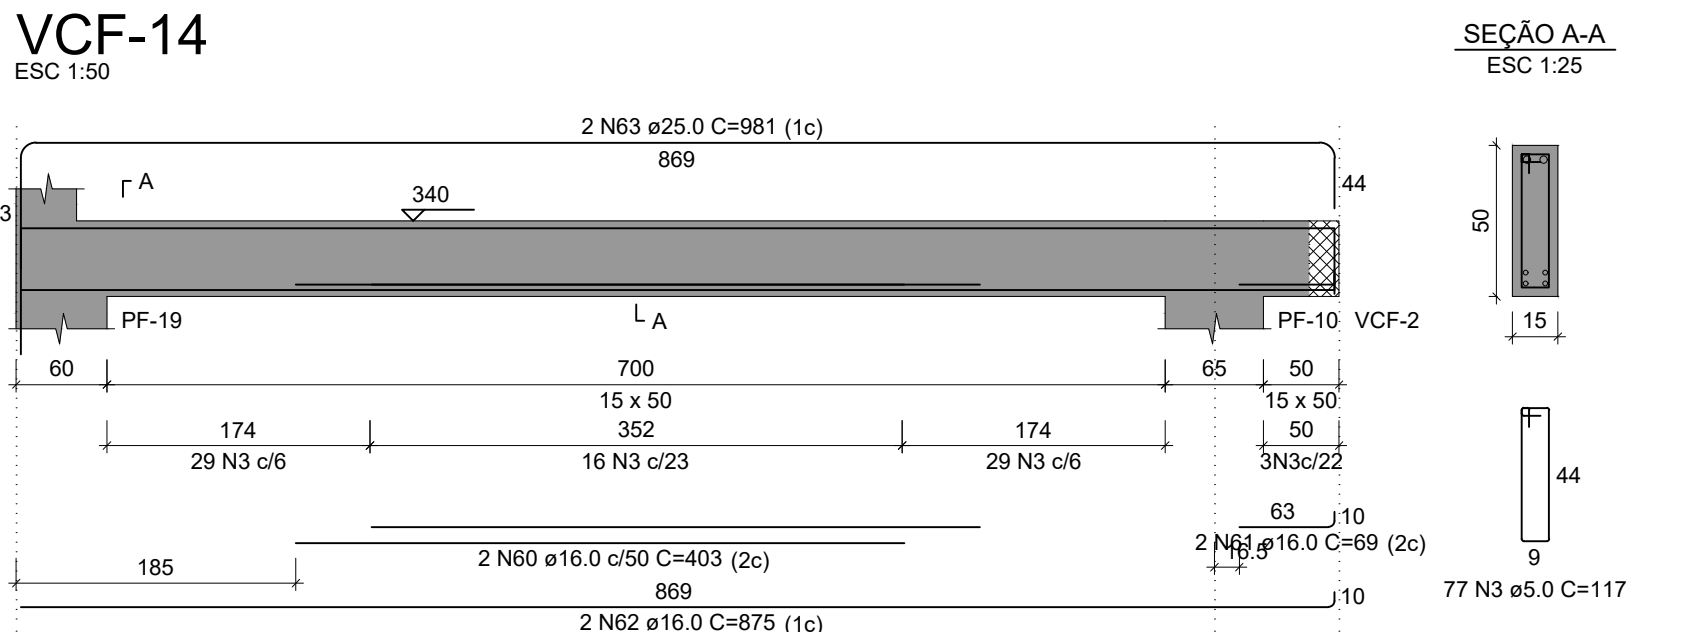 VCF-14
ESC 1:50
SEÇÃO A-A
ESC 1:25
2 N63 ø25.0 C=981 (1c)
869
A
340
44
3
50
A
PF-19
PF-10
VCF-2
15
60
700
65
50
15 x 50
15 x 50
174
352
174
50
29 N3 c/6
16 N3 c/23
29 N3 c/6
3N3c/22
44
63
10
2 N61 ø16.0 C=69 (2c)
16.5
2 N60 ø16.0 c/50 C=403 (2c)
185
9
77 N3 ø5.0 C=117
869
10
2 N62 ø16.0 C=875 (1c)